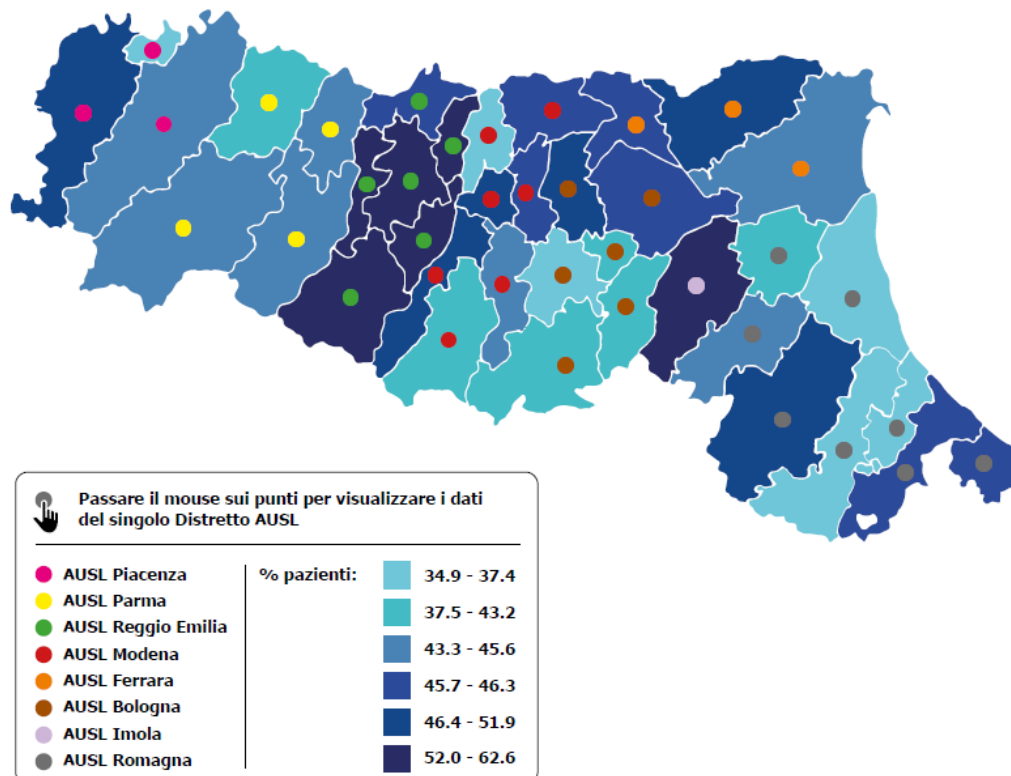 Passare il mouse sui punti per visualizzare i dati
del singolo Distretto AUSL
AUSL Piacenza
AUSL Parma
AUSL Reggio Emilia
AUSL Modena
AUSL Ferrara
AUSL Bologna
AUSL Imola
AUSL Romagna
% pazienti:
34.9 - 37.4
37.5 - 43.2
43.3 - 45.6
45.7 - 46.3
46.4 - 51.9
52.0 - 62.6